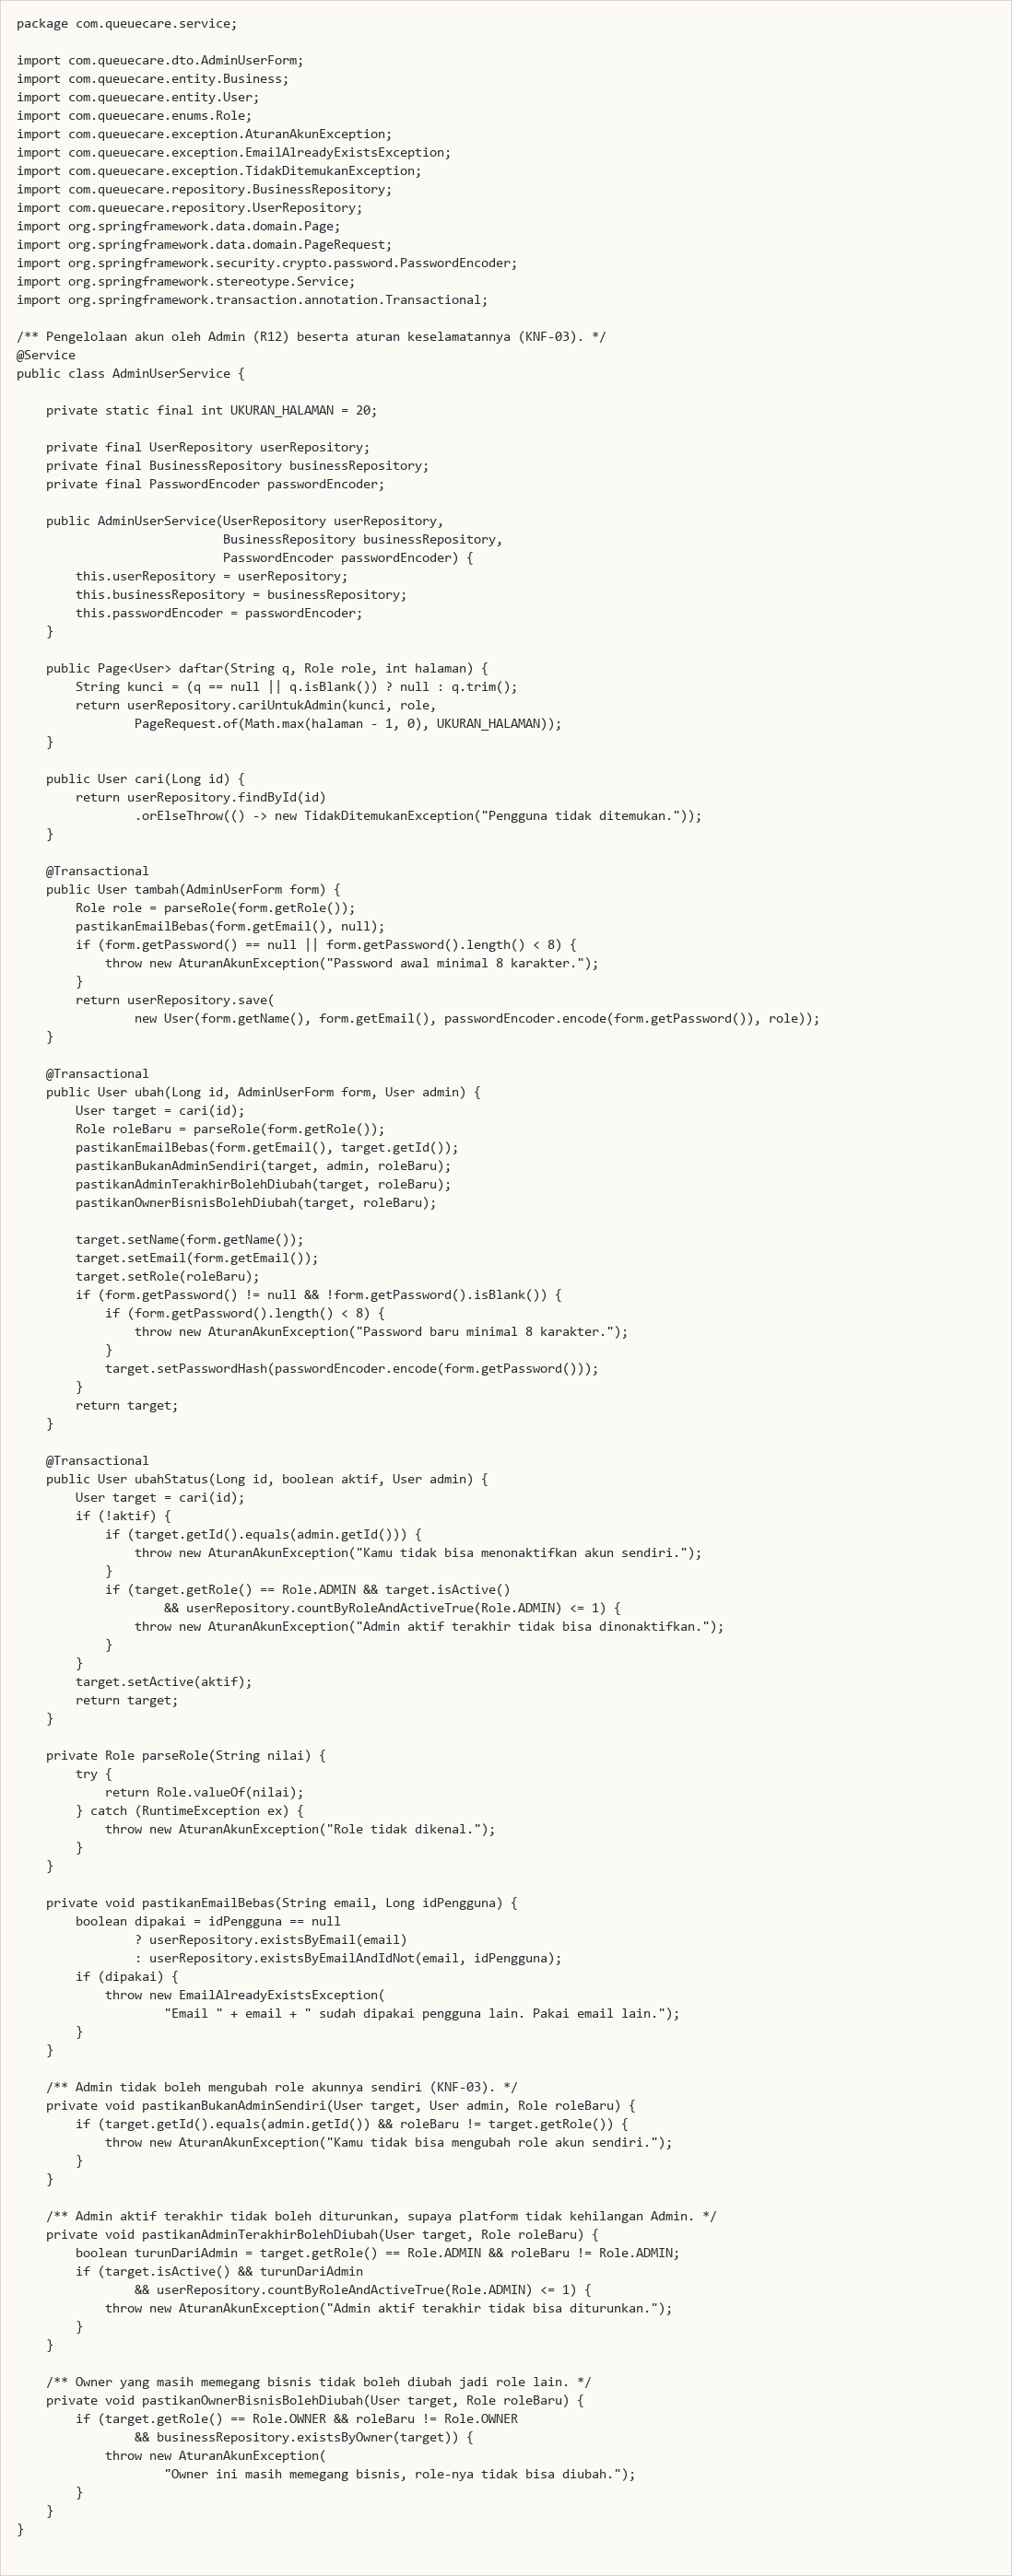 package com.queuecare.service;

import com.queuecare.dto.AdminUserForm;
import com.queuecare.entity.Business;
import com.queuecare.entity.User;
import com.queuecare.enums.Role;
import com.queuecare.exception.AturanAkunException;
import com.queuecare.exception.EmailAlreadyExistsException;
import com.queuecare.exception.TidakDitemukanException;
import com.queuecare.repository.BusinessRepository;
import com.queuecare.repository.UserRepository;
import org.springframework.data.domain.Page;
import org.springframework.data.domain.PageRequest;
import org.springframework.security.crypto.password.PasswordEncoder;
import org.springframework.stereotype.Service;
import org.springframework.transaction.annotation.Transactional;

/** Pengelolaan akun oleh Admin (R12) beserta aturan keselamatannya (KNF-03). */
@Service
public class AdminUserService {

    private static final int UKURAN_HALAMAN = 20;

    private final UserRepository userRepository;
    private final BusinessRepository businessRepository;
    private final PasswordEncoder passwordEncoder;

    public AdminUserService(UserRepository userRepository,
                            BusinessRepository businessRepository,
                            PasswordEncoder passwordEncoder) {
        this.userRepository = userRepository;
        this.businessRepository = businessRepository;
        this.passwordEncoder = passwordEncoder;
    }

    public Page<User> daftar(String q, Role role, int halaman) {
        String kunci = (q == null || q.isBlank()) ? null : q.trim();
        return userRepository.cariUntukAdmin(kunci, role,
                PageRequest.of(Math.max(halaman - 1, 0), UKURAN_HALAMAN));
    }

    public User cari(Long id) {
        return userRepository.findById(id)
                .orElseThrow(() -> new TidakDitemukanException("Pengguna tidak ditemukan."));
    }

    @Transactional
    public User tambah(AdminUserForm form) {
        Role role = parseRole(form.getRole());
        pastikanEmailBebas(form.getEmail(), null);
        if (form.getPassword() == null || form.getPassword().length() < 8) {
            throw new AturanAkunException("Password awal minimal 8 karakter.");
        }
        return userRepository.save(
                new User(form.getName(), form.getEmail(), passwordEncoder.encode(form.getPassword()), role));
    }

    @Transactional
    public User ubah(Long id, AdminUserForm form, User admin) {
        User target = cari(id);
        Role roleBaru = parseRole(form.getRole());
        pastikanEmailBebas(form.getEmail(), target.getId());
        pastikanBukanAdminSendiri(target, admin, roleBaru);
        pastikanAdminTerakhirBolehDiubah(target, roleBaru);
        pastikanOwnerBisnisBolehDiubah(target, roleBaru);

        target.setName(form.getName());
        target.setEmail(form.getEmail());
        target.setRole(roleBaru);
        if (form.getPassword() != null && !form.getPassword().isBlank()) {
            if (form.getPassword().length() < 8) {
                throw new AturanAkunException("Password baru minimal 8 karakter.");
            }
            target.setPasswordHash(passwordEncoder.encode(form.getPassword()));
        }
        return target;
    }

    @Transactional
    public User ubahStatus(Long id, boolean aktif, User admin) {
        User target = cari(id);
        if (!aktif) {
            if (target.getId().equals(admin.getId())) {
                throw new AturanAkunException("Kamu tidak bisa menonaktifkan akun sendiri.");
            }
            if (target.getRole() == Role.ADMIN && target.isActive()
                    && userRepository.countByRoleAndActiveTrue(Role.ADMIN) <= 1) {
                throw new AturanAkunException("Admin aktif terakhir tidak bisa dinonaktifkan.");
            }
        }
        target.setActive(aktif);
        return target;
    }

    private Role parseRole(String nilai) {
        try {
            return Role.valueOf(nilai);
        } catch (RuntimeException ex) {
            throw new AturanAkunException("Role tidak dikenal.");
        }
    }

    private void pastikanEmailBebas(String email, Long idPengguna) {
        boolean dipakai = idPengguna == null
                ? userRepository.existsByEmail(email)
                : userRepository.existsByEmailAndIdNot(email, idPengguna);
        if (dipakai) {
            throw new EmailAlreadyExistsException(
                    "Email " + email + " sudah dipakai pengguna lain. Pakai email lain.");
        }
    }

    /** Admin tidak boleh mengubah role akunnya sendiri (KNF-03). */
    private void pastikanBukanAdminSendiri(User target, User admin, Role roleBaru) {
        if (target.getId().equals(admin.getId()) && roleBaru != target.getRole()) {
            throw new AturanAkunException("Kamu tidak bisa mengubah role akun sendiri.");
        }
    }

    /** Admin aktif terakhir tidak boleh diturunkan, supaya platform tidak kehilangan Admin. */
    private void pastikanAdminTerakhirBolehDiubah(User target, Role roleBaru) {
        boolean turunDariAdmin = target.getRole() == Role.ADMIN && roleBaru != Role.ADMIN;
        if (target.isActive() && turunDariAdmin
                && userRepository.countByRoleAndActiveTrue(Role.ADMIN) <= 1) {
            throw new AturanAkunException("Admin aktif terakhir tidak bisa diturunkan.");
        }
    }

    /** Owner yang masih memegang bisnis tidak boleh diubah jadi role lain. */
    private void pastikanOwnerBisnisBolehDiubah(User target, Role roleBaru) {
        if (target.getRole() == Role.OWNER && roleBaru != Role.OWNER
                && businessRepository.existsByOwner(target)) {
            throw new AturanAkunException(
                    "Owner ini masih memegang bisnis, role-nya tidak bisa diubah.");
        }
    }
}